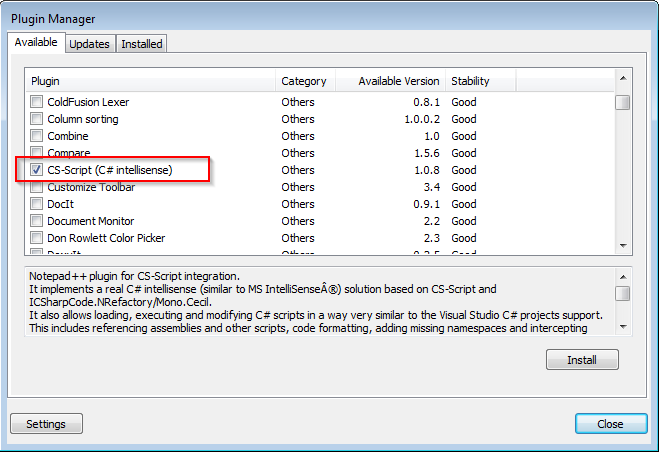 Plugin Manager
Available Updates Installed
Plugin Category Available Version Stability
ColdFusion Lexer Others 0.8.1 Good
Column sorting Others 1.0.0.2 Good
Combine Others 1.0 Good
Compare Others 1.5.6 Good
CS-Script (C# intellisense) Others 1.0.8 Good
Customize Toolbar Others 3.4 Good
DocIt Others 0.9.1 Good
Document Monitor Others 2.2 Good
Don Rowlett Color Picker Others 2.3 Good
Others Good
Notepad++ plugin for CS-Script integration.
It implements a real C# intellisense (similar to MS IntelliSenseÂ®) solution based on CS-Script and
ICSharpCode.NRefactory/Mono.Cecil.
It also allows loading, executing and modifying C# scripts in a way very similar to the Visual Studio C# projects support.
This includes referencing assemblies and other scripts, code formatting, adding missing namespaces and intercepting
Install
Settings Close